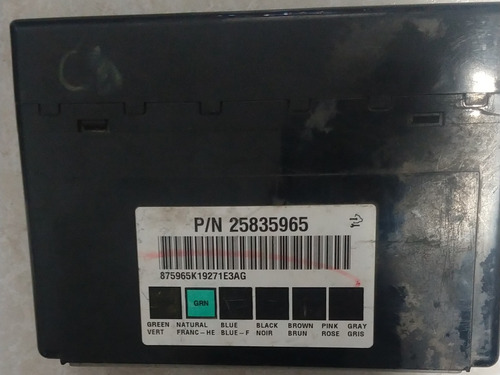 P/N 25835965
875965K19271E3AG
GRN
GREEN NATURAL BLUE BLACK BROWN PINK GRAY
VERT FRANC-HE BLUE-F NOIR BRUN ROSE GRIS